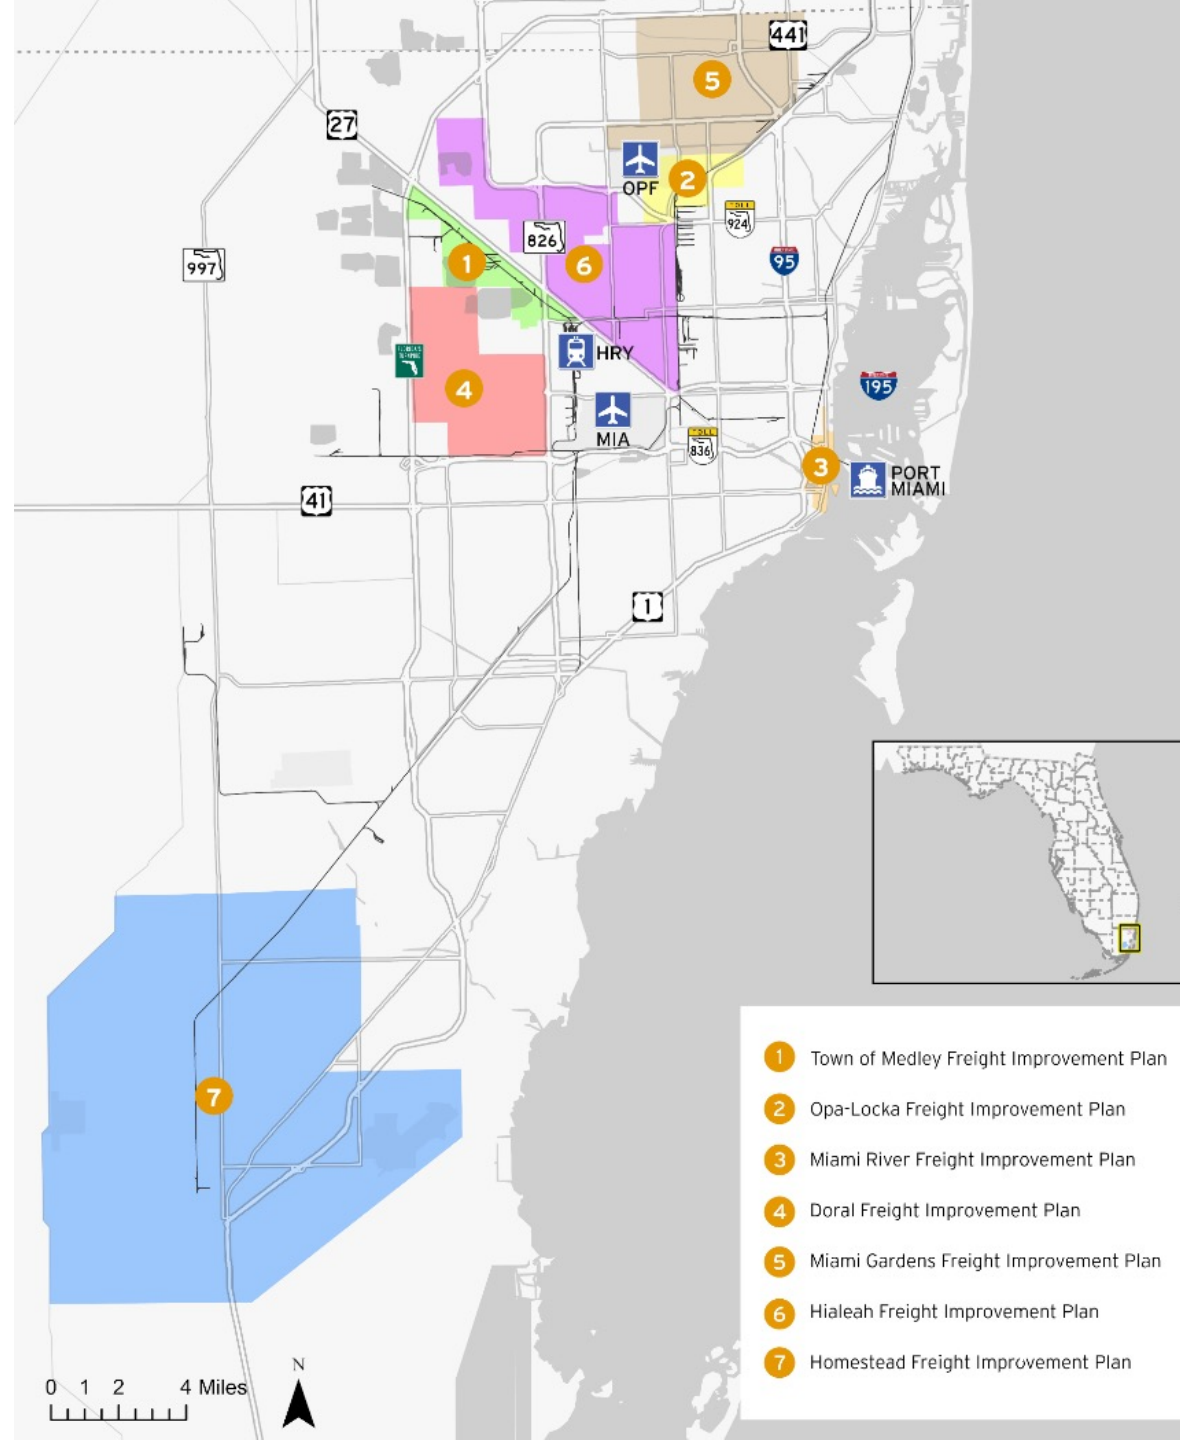 441
5
27
OPF
2
TOLL
924
826
997
1
6
95
HRY
4
195
MIA
TOLL
836
3
PORT
MIAMI
41
1
7
1 Town of Medley Freight Improvement Plan
2 Opa-Locka Freight Improvement Plan
3 Miami River Freight Improvement Plan
4 Doral Freight Improvement Plan
5 Miami Gardens Freight Improvement Plan
6 Hialeah Freight Improvement Plan
7 Homestead Freight Improvement Plan
N
0 1 2 4 Miles